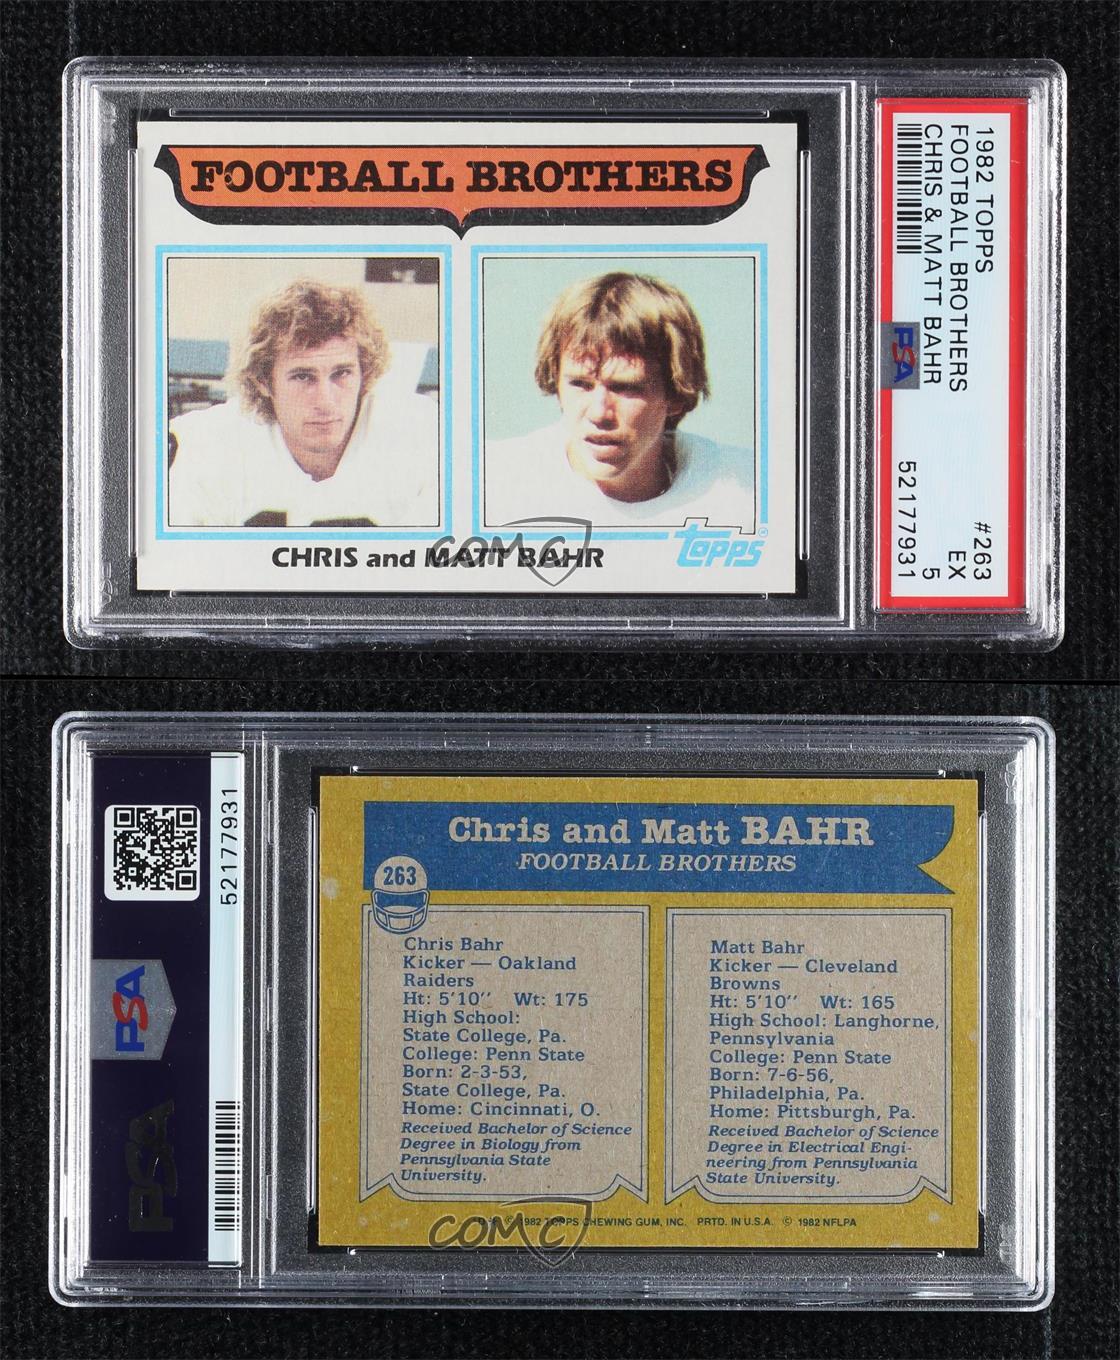 FOOTBALL BROTHERS
CHRIS and MATT BAHR
topps
COMC
1982 TOPPS #263
FOOTBALL BROTHERS EX
CHRIS & MATT BAHR 5
PSA
52177931
52177931
PSA
PSA
Chris and Matt BAHR
FOOTBALL BROTHERS
263
Chris Bahr
Kicker — Oakland
Raiders
Ht: 5'10'' Wt: 175
High School:
State College, Pa.
College: Penn State
Born: 2-3-53,
State College, Pa.
Home: Cincinnati, O.
Received Bachelor of Science
Degree in Biology from
Pennsylvania State
University.
Matt Bahr
Kicker — Cleveland
Browns
Ht: 5'10'' Wt: 165
High School: Langhorne,
Pennsylvania
College: Penn State
Born: 7-6-56,
Philadelphia, Pa.
Home: Pittsburgh, Pa.
Received Bachelor of Science
Degree in Electrical Engi-
neering from Pennsylvania
State University.
© 1982 TOPPS CHEWING GUM, INC. PRTD. IN U.S.A. © 1982 NFLPA
COMC